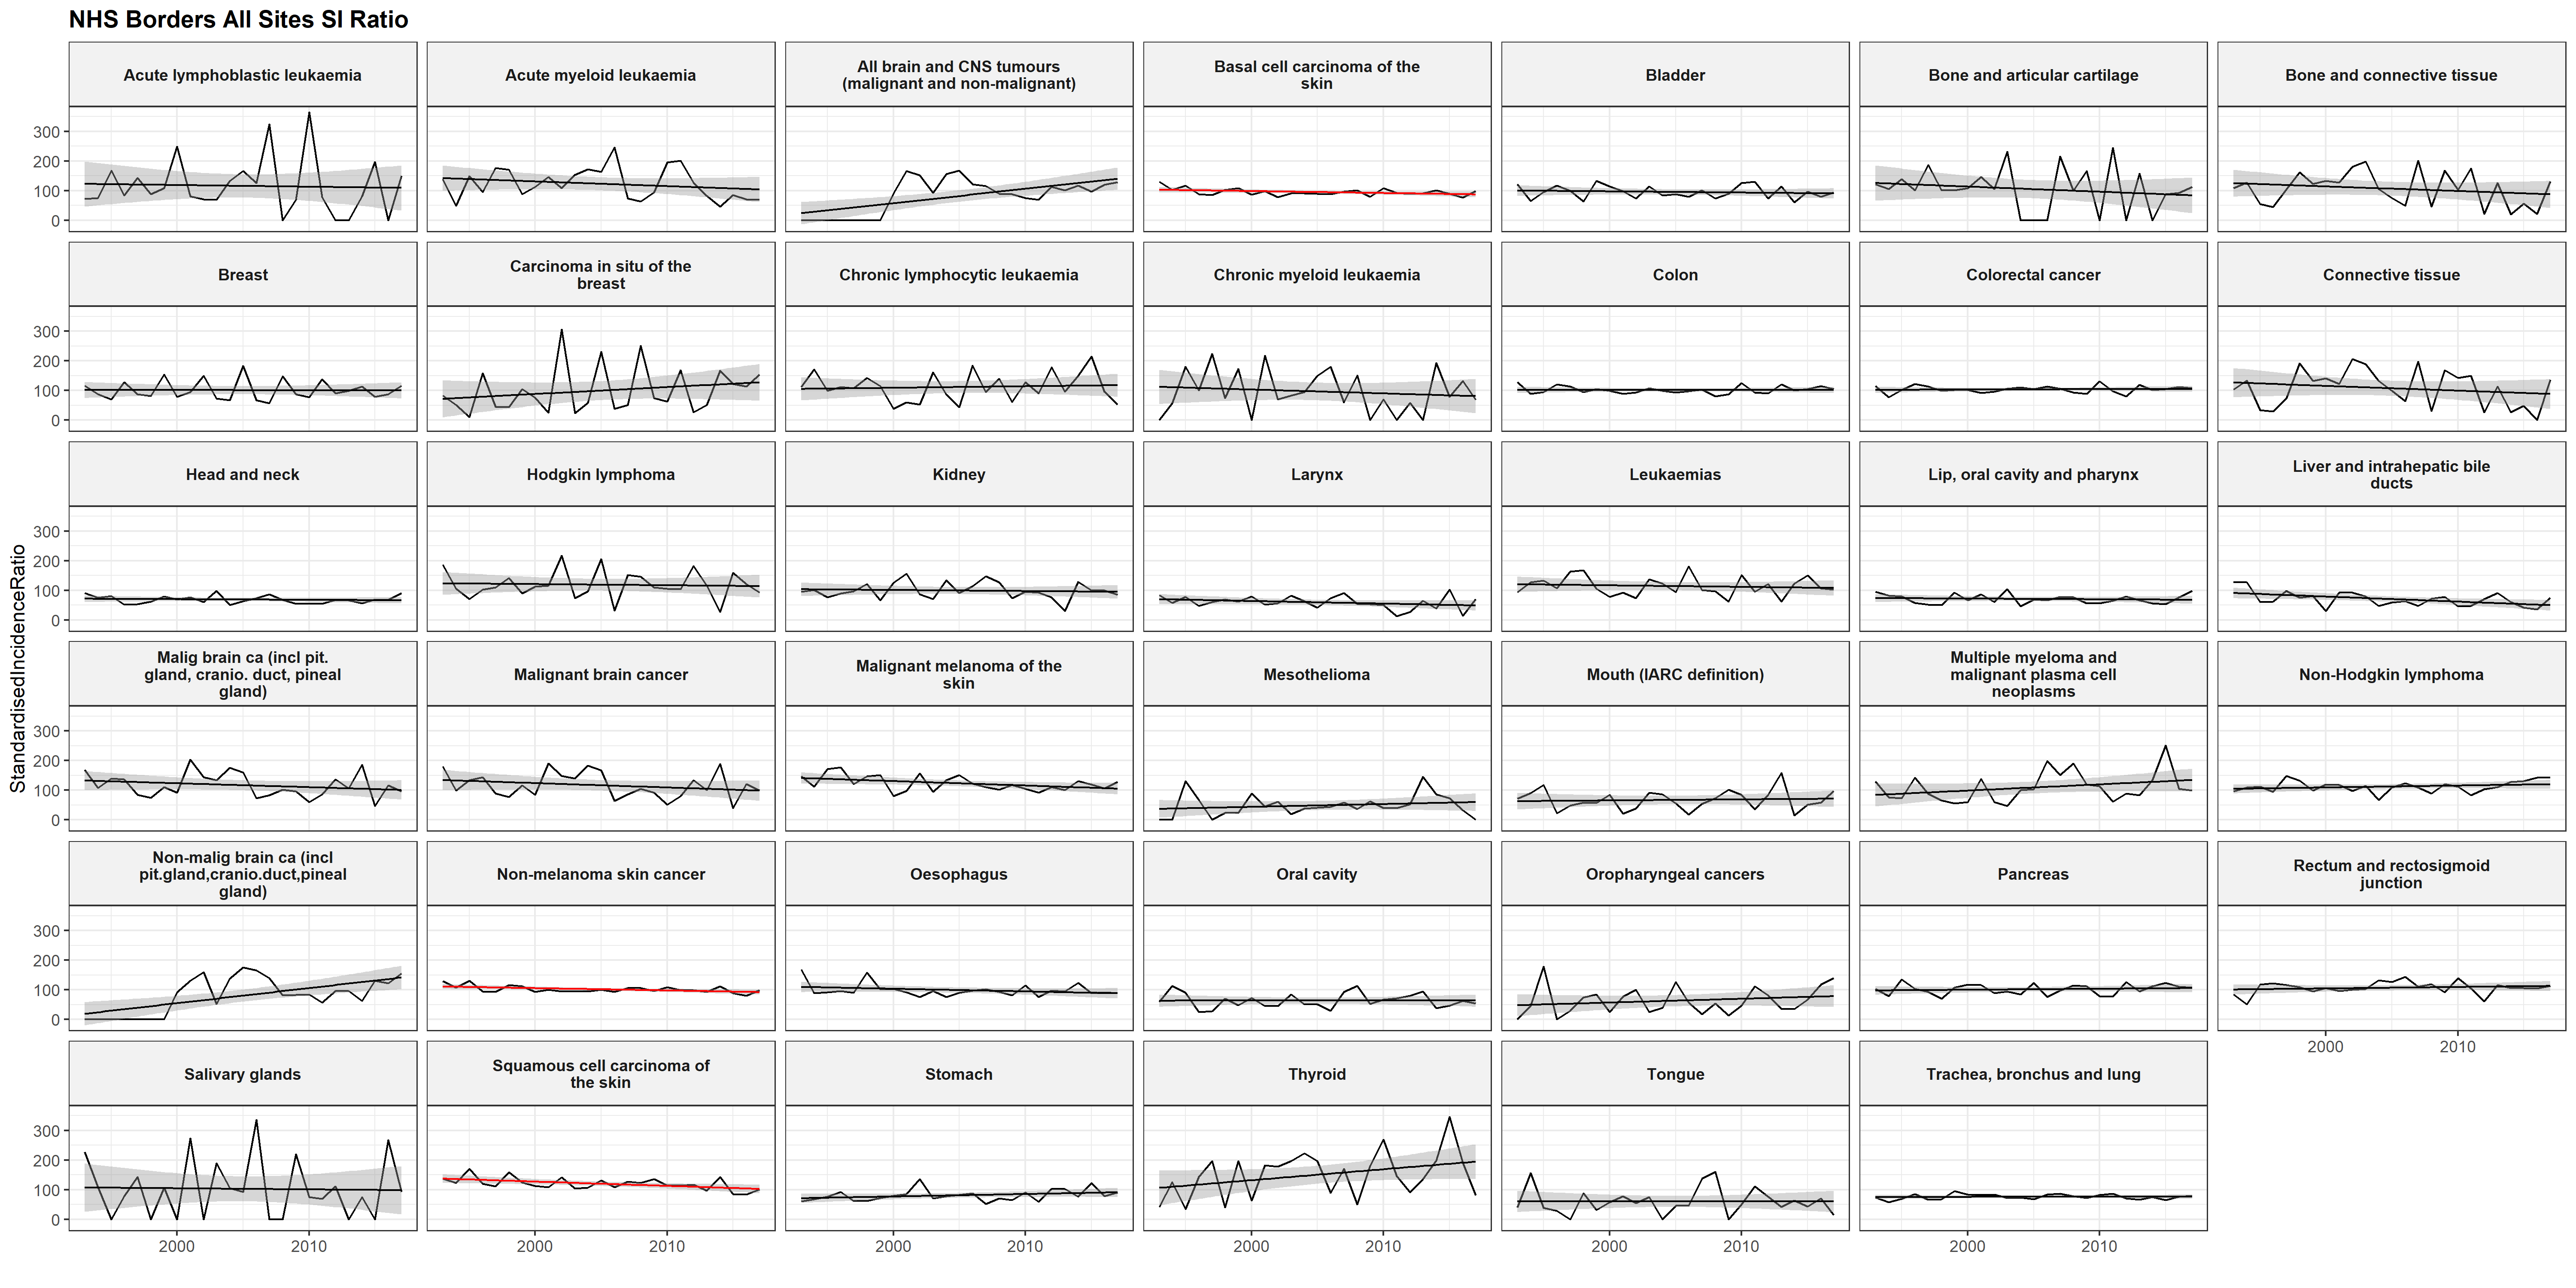 NHS Borders All Sites SI Ratio
Acute lymphoblastic leukaemia
Acute myeloid leukaemia
All brain and CNS tumours
(malignant and non-malignant)
Basal cell carcinoma of the
skin
Bladder
Bone and articular cartilage
Bone and connective tissue
300
200
100
0
Breast
Carcinoma in situ of the
breast
Chronic lymphocytic leukaemia
Chronic myeloid leukaemia
Colon
Colorectal cancer
Connective tissue
300
200
100
0
Head and neck
Hodgkin lymphoma
Kidney
Larynx
Leukaemias
Lip, oral cavity and pharynx
Liver and intrahepatic bile
ducts
300
200
100
0
StandardisedIncidenceRatio
Malig brain ca (incl pit.
gland, cranio. duct, pineal
gland)
Malignant brain cancer
Malignant melanoma of the
skin
Mesothelioma
Mouth (IARC definition)
Multiple myeloma and
malignant plasma cell
neoplasms
Non-Hodgkin lymphoma
300
200
100
0
Non-malig brain ca (incl
pit.gland,cranio.duct,pineal
gland)
Non-melanoma skin cancer
Oesophagus
Oral cavity
Oropharyngeal cancers
Pancreas
Rectum and rectosigmoid
junction
300
200
100
0
2000
2010
Salivary glands
Squamous cell carcinoma of
the skin
Stomach
Thyroid
Tongue
Trachea, bronchus and lung
300
200
100
0
2000
2010
2000
2010
2000
2010
2000
2010
2000
2010
2000
2010